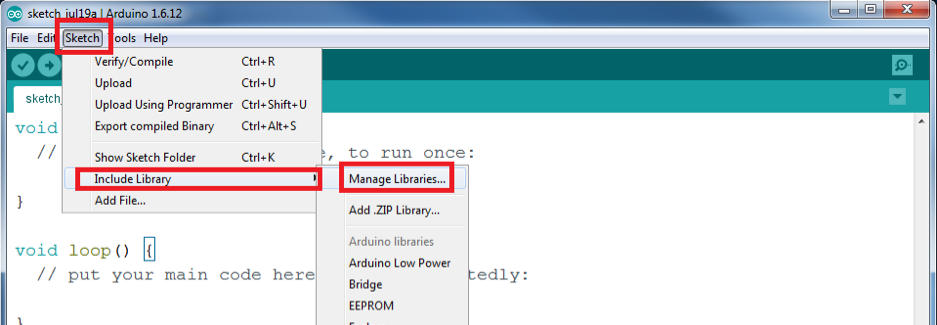 sketch_jul19a | Arduino 1.6.12
File Edit Sketch Tools Help
Verify/Compile Ctrl+R
Upload Ctrl+U
Upload Using Programmer Ctrl+Shift+U
Export compiled Binary Ctrl+Alt+S
Show Sketch Folder Ctrl+K
Include Library
Add File...
Manage Libraries...
Add .ZIP Library...
Arduino libraries
Arduino Low Power
Bridge
EEPROM
sketch_
void
// e, to run once:
}
void loop() {
// put your main code here tedly:
}